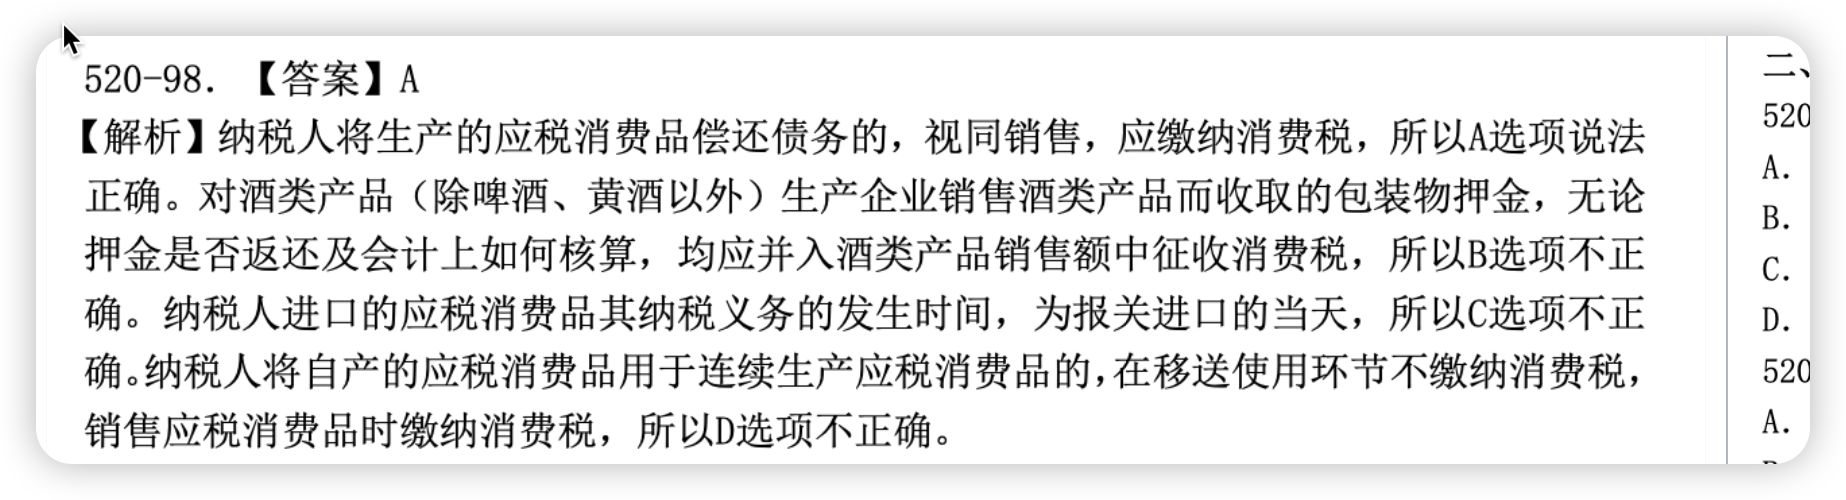 520-98. 【答案】A
【解析】纳税人将生产的应税消费品偿还债务的，视同销售，应缴纳消费税，所以A选项说法
正确。对酒类产品（除啤酒、黄酒以外）生产企业销售酒类产品而收取的包装物押金，无论
押金是否返还及会计上如何核算，均应并入酒类产品销售额中征收消费税，所以B选项不正
确。纳税人进口的应税消费品其纳税义务的发生时间，为报关进口的当天，所以C选项不正
确。纳税人将自产的应税消费品用于连续生产应税消费品的，在移送使用环节不缴纳消费税，
销售应税消费品时缴纳消费税，所以D选项不正确。
二、
520
A.
B.
C.
D.
520
A.